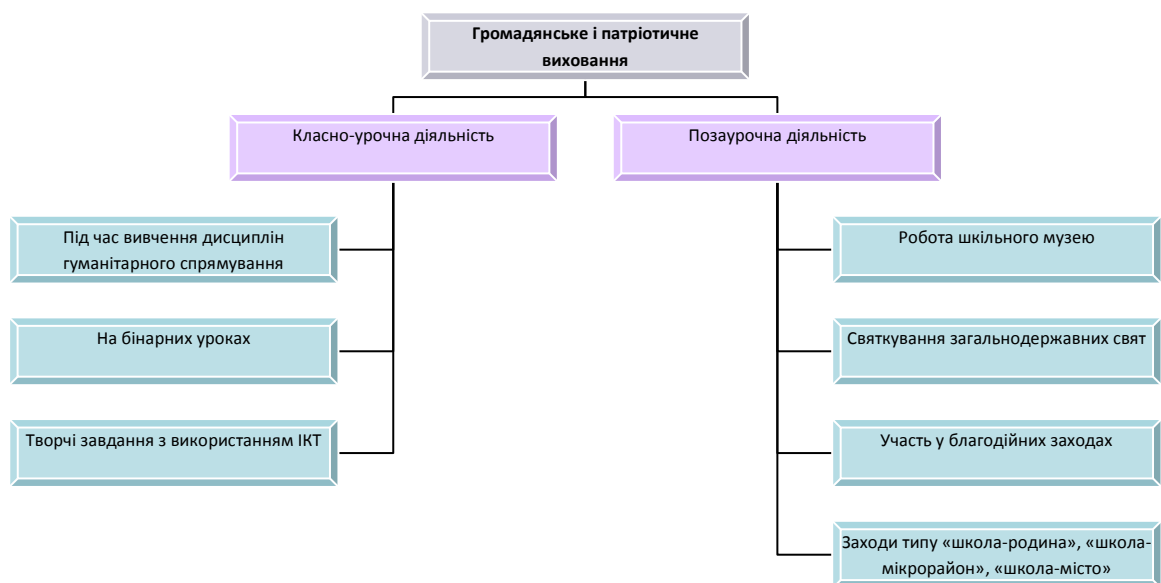 Громадянське і патріотичне
виховання
Класно-урочна діяльність
Позаурочна діяльність
Під час вивчення дисциплін
гуманітарного спрямування
На бінарних уроках
Творчі завдання з використанням ІКТ
Робота шкільного музею
Святкування загальнодержавних свят
Участь у благодійних заходах
Заходи типу «школа-родина», «школа-
мікрорайон», «школа-місто»